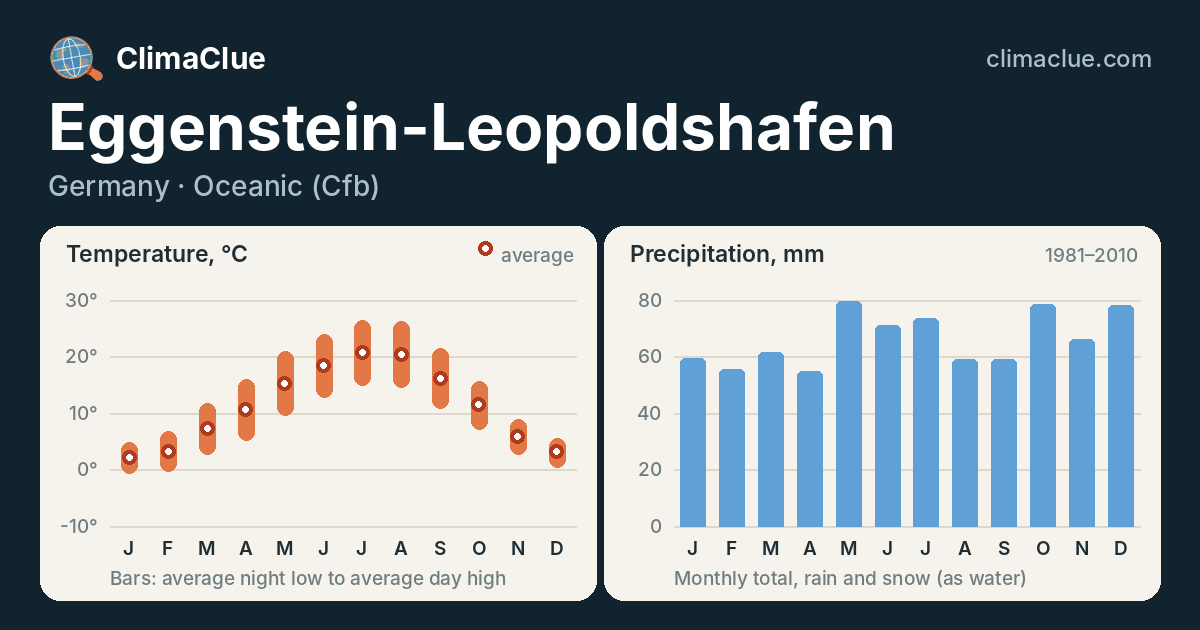 ClimaClue
climaclue.com
Eggenstein-Leopoldshafen
Germany · Oceanic (Cfb)
Temperature, °C
average
30°
20°
10°
0°
-10°
J F M A M J J A S O N D
Bars: average night low to average day high
Precipitation, mm
1981–2010
80
60
40
20
0
J F M A M J J A S O N D
Monthly total, rain and snow (as water)